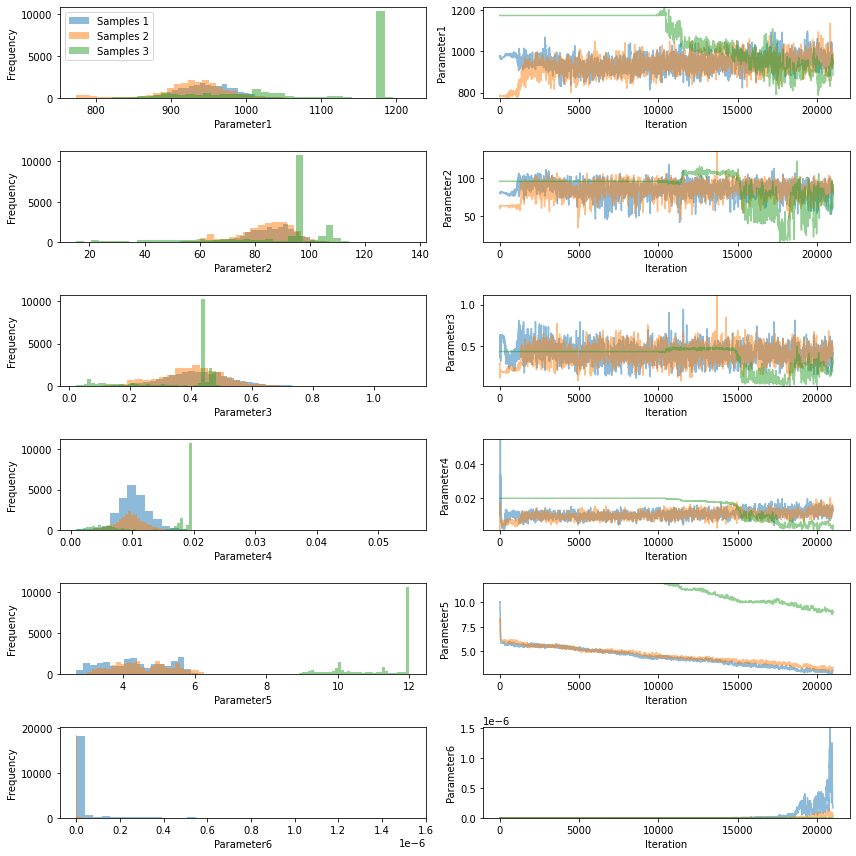 10000
5000
0
Frequency
Samples 1
Samples 2
Samples 3
800 900 1000 1100 1200
Parameter1
1200
1000
800
Parameter1
0 5000 10000 15000 20000
Iteration
10000
5000
0
Frequency
20 40 60 80 100 120 140
Parameter2
100
50
Parameter2
0 5000 10000 15000 20000
Iteration
10000
5000
0
Frequency
0.0 0.2 0.4 0.6 0.8 1.0
Parameter3
1.0
0.5
Parameter3
0 5000 10000 15000 20000
Iteration
10000
5000
0
Frequency
0.00 0.01 0.02 0.03 0.04 0.05
Parameter4
0.04
0.02
Parameter4
0 5000 10000 15000 20000
Iteration
10000
5000
0
Frequency
4 6 8 10 12
Parameter5
10.0
7.5
5.0
Parameter5
0 5000 10000 15000 20000
Iteration
20000
10000
0
Frequency
0.0 0.2 0.4 0.6 0.8 1.0 1.2 1.4 1.6
1e-6
Parameter6
1e-6
1.5
1.0
0.5
0.0
Parameter6
0 5000 10000 15000 20000
Iteration